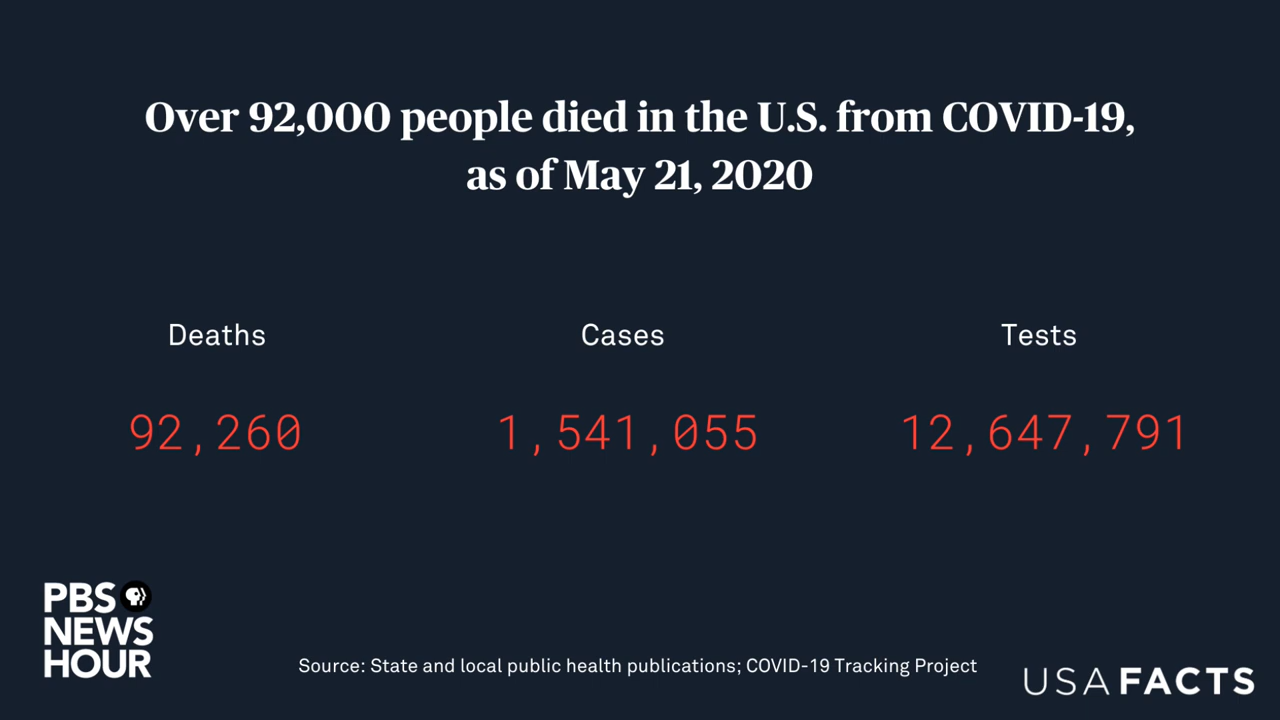 Over 92,000 people died in the U.S. from COVID-19,
as of May 21, 2020
Deaths
Cases
Tests
92,260
1,541,055
12,647,791
PBS
NEWS
HOUR
Source: State and local public health publications; COVID-19 Tracking Project
USAFACTS